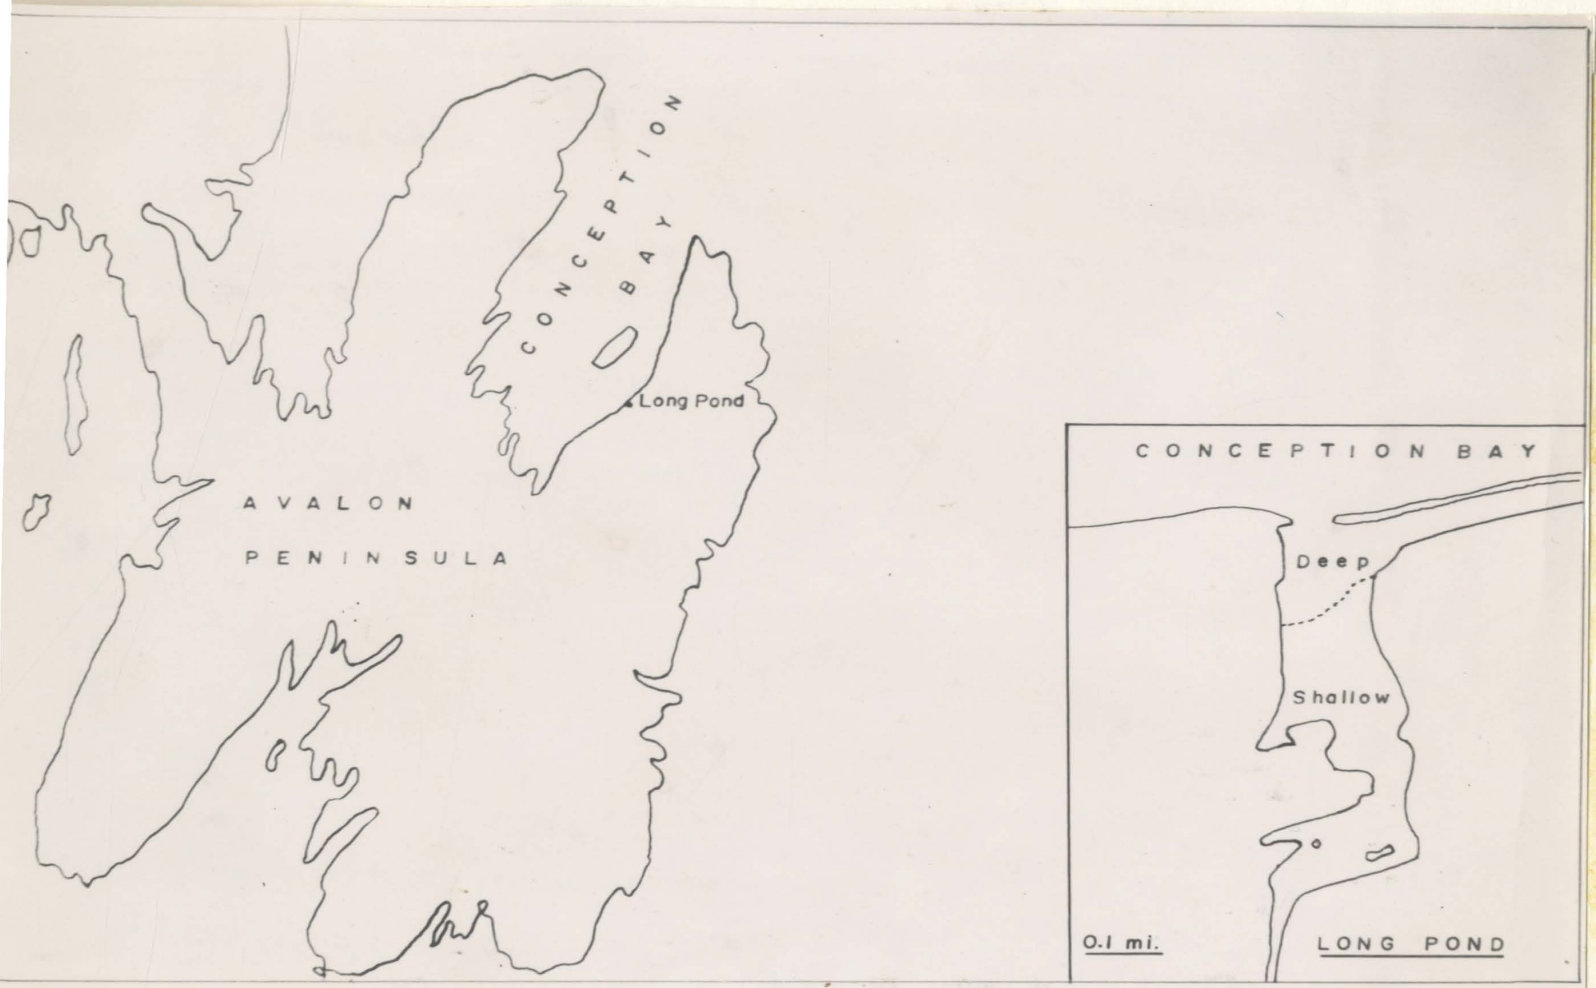 CONCEPTION
BAY
Long Pond
AVALON
PENINSULA
CONCEPTION BAY
Deep
Shallow
0.1 mi.
LONG POND